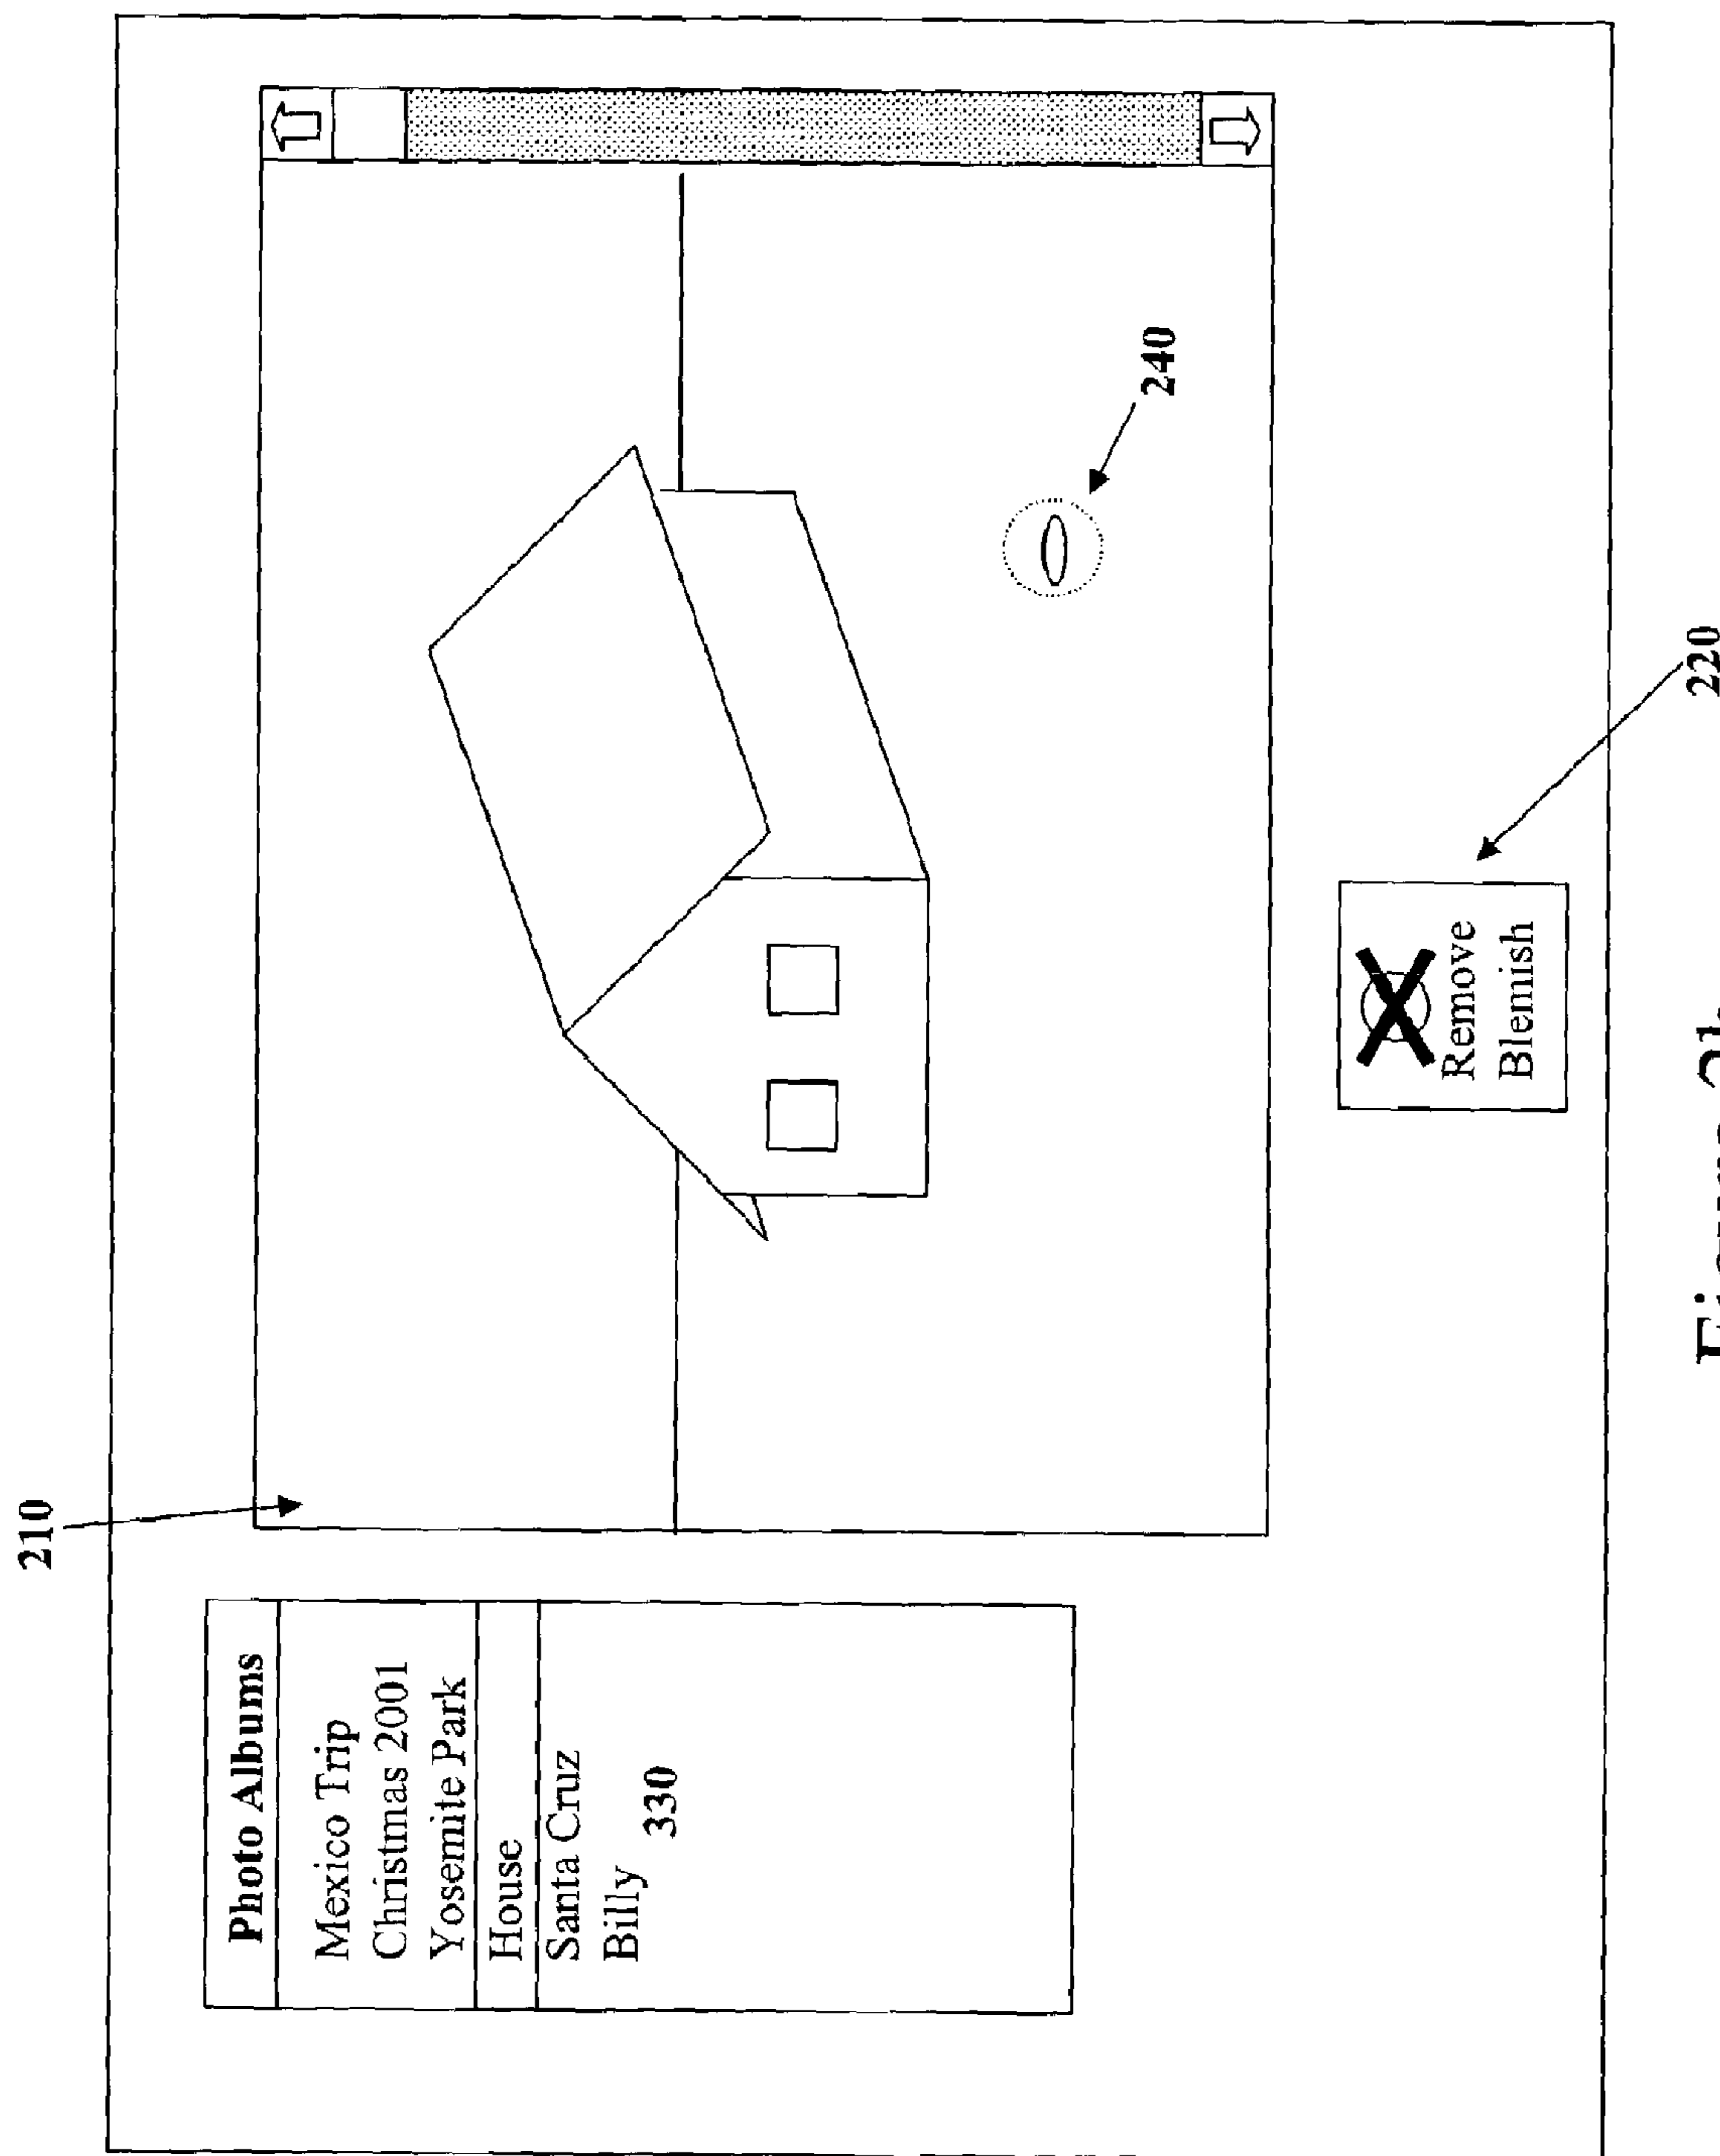 210
Photo Albums
Mexico Trip
Christmas 2001
Yosemite Park
House
Santa Cruz
Billy
330
240
Remove
Blemish
220